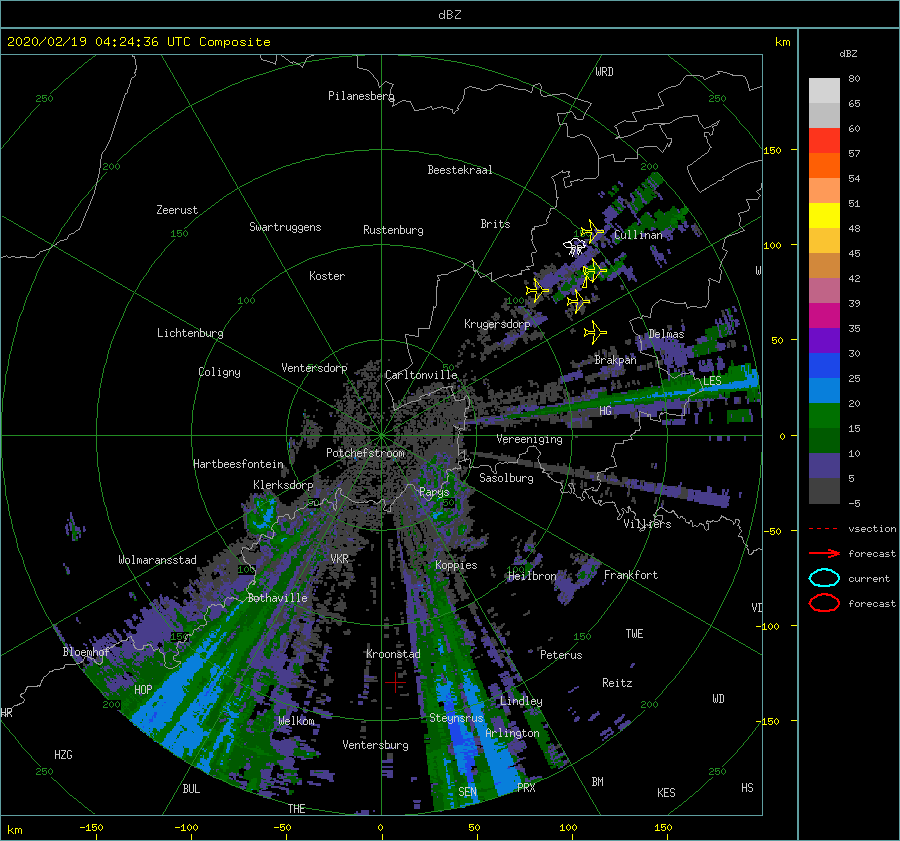 dBZ
2020/02/19 04:24:36 UTC Composite
km
dBZ
WRD
250
250
Pilanesberg
80
65
60
57
54
51
48
45
42
39
35
30
25
20
15
10
5
-5
150
100
50
0
-50
-100
-150
200
200
Beestekraal
Zeerust
Swartruggens
150
Rustenburg
Brits
Cullinan
Koster
100
100
W
Lichtenburg
Krugersdorp
Delmas
Coligny
Ventersdorp
Carltonville
Brakpan
LES
HG
Vereeniging
Potchefstroom
Hartbeesfontein
Klerksdorp
Parys
Sasolburg
50
50
Villiers
vsection
forecast
current
forecast
Wolmaransstad
VKR
Koppies
100
Heilbron
Frankfort
Bothaville
VD
150
150
TWE
Bloemhof
Kroonstad
Peterus
HOP
Reitz
WD
HR
200
200
Lindley
Welkom
Steynsrus
Arlington
HZG
Ventersburg
250
250
BUL
SEN
PRX
BM
KES
HS
THE
km
-150
-100
-50
0
50
100
150